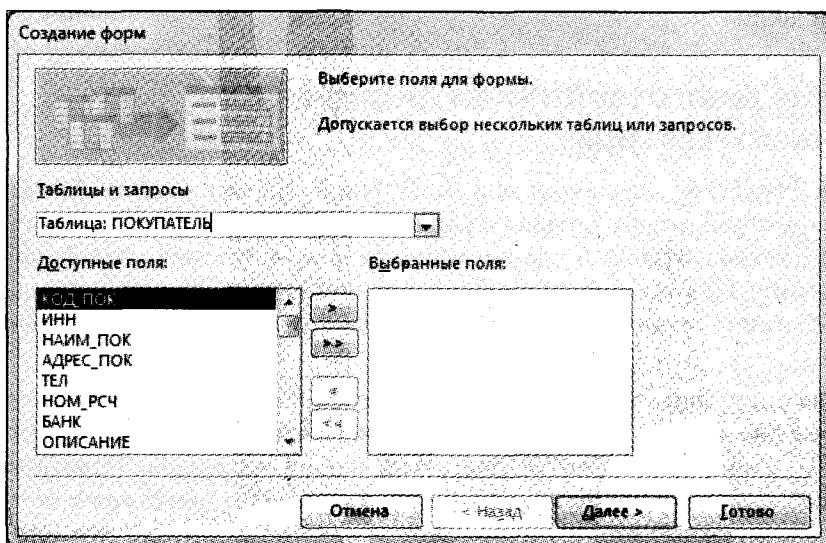 Создание форм
Выберите поля для формы.
Допускается выбор нескольких таблиц или запросов.
Таблицы и запросы
Таблица: ПОКУПАТЕЛЬ
Доступные поля:
Выбранные поля:
КОД_ПОК
ИНН
НАИМ_ПОК
АДРЕС_ПОК
ТЕЛ
НОМ_РСЧ
БАНК
ОПИСАНИЕ
>
>>
<
<<
Отмена
< Назад
Далее >
Готово